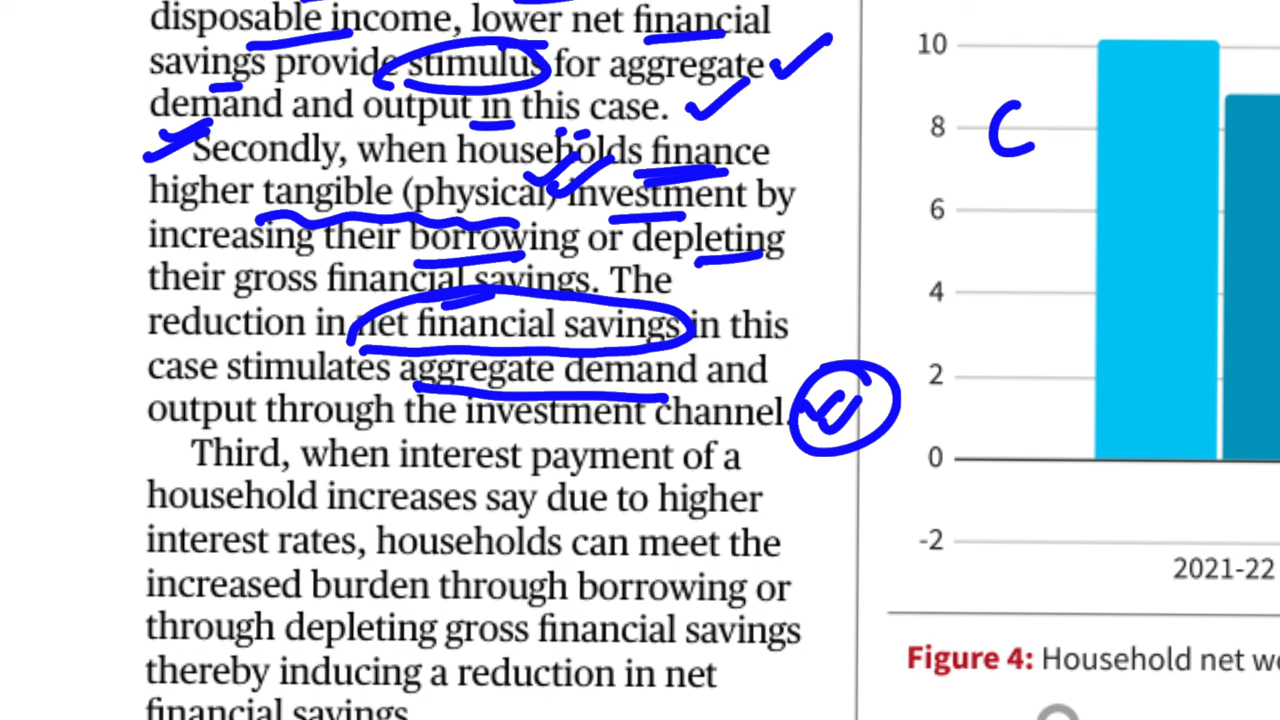 disposable income, lower net financial
savings provide stimulus for aggregate
demand and output in this case.
Secondly, when households finance
higher tangible (physical) investment by
increasing their borrowing or depleting
their gross financial savings. The
reduction in net financial savings in this
case stimulates aggregate demand and
output through the investment channel.
Third, when interest payment of a
household increases say due to higher
interest rates, households can meet the
increased burden through borrowing or
through depleting gross financial savings
thereby inducing a reduction in net
financial savings.
10
8
C
6
4
2
0
-2
2021-22
Figure 4: Household net